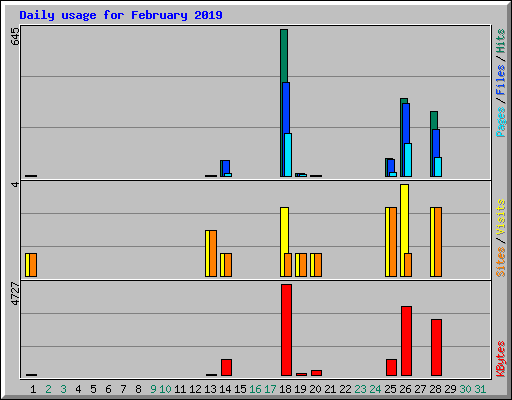 Daily usage for February 2019
645
4
4727
Pages/Files/Hits
Sites/Visits
KBytes
1 2 3 4 5 6 7 8 9 10 11 12 13 14 15 16 17 18 19 20 21 22 23 24 25 26 27 28 29 30 31